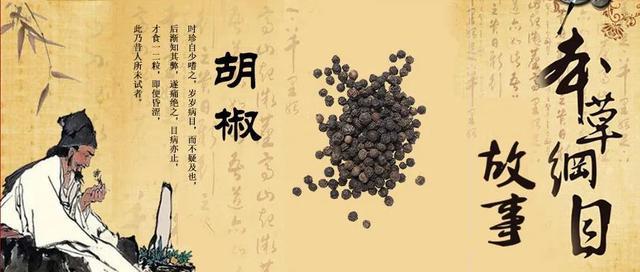 本草綱目
故事
胡椒
时珍自少嗜之，岁岁病目，而不疑及也，
后渐知其弊，遂痛绝之，目病亦止，
才食一二粒，即便昏涩，
此乃昔人所未试者，